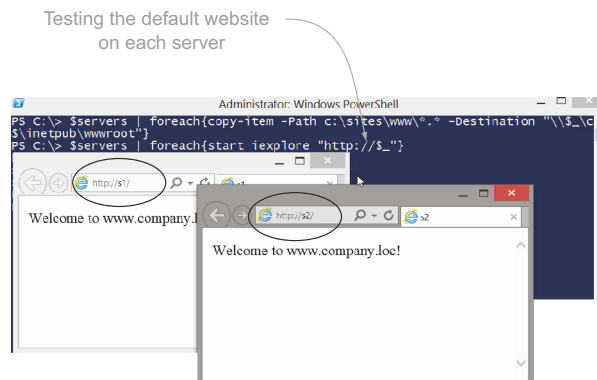 Testing the default website
on each server
Administrator: Windows PowerShell
PS C:\> $servers | foreach{copy-item -Path c:\sites\www\*.* -Destination "\\$_\c
$\inetpub\wwwroot"}
PS C:\> $servers | foreach{start iexplore "http://$_"}
http://s1/
s1
Welcome to www.company.l
http://s2/
s2
Welcome to www.company.loc!